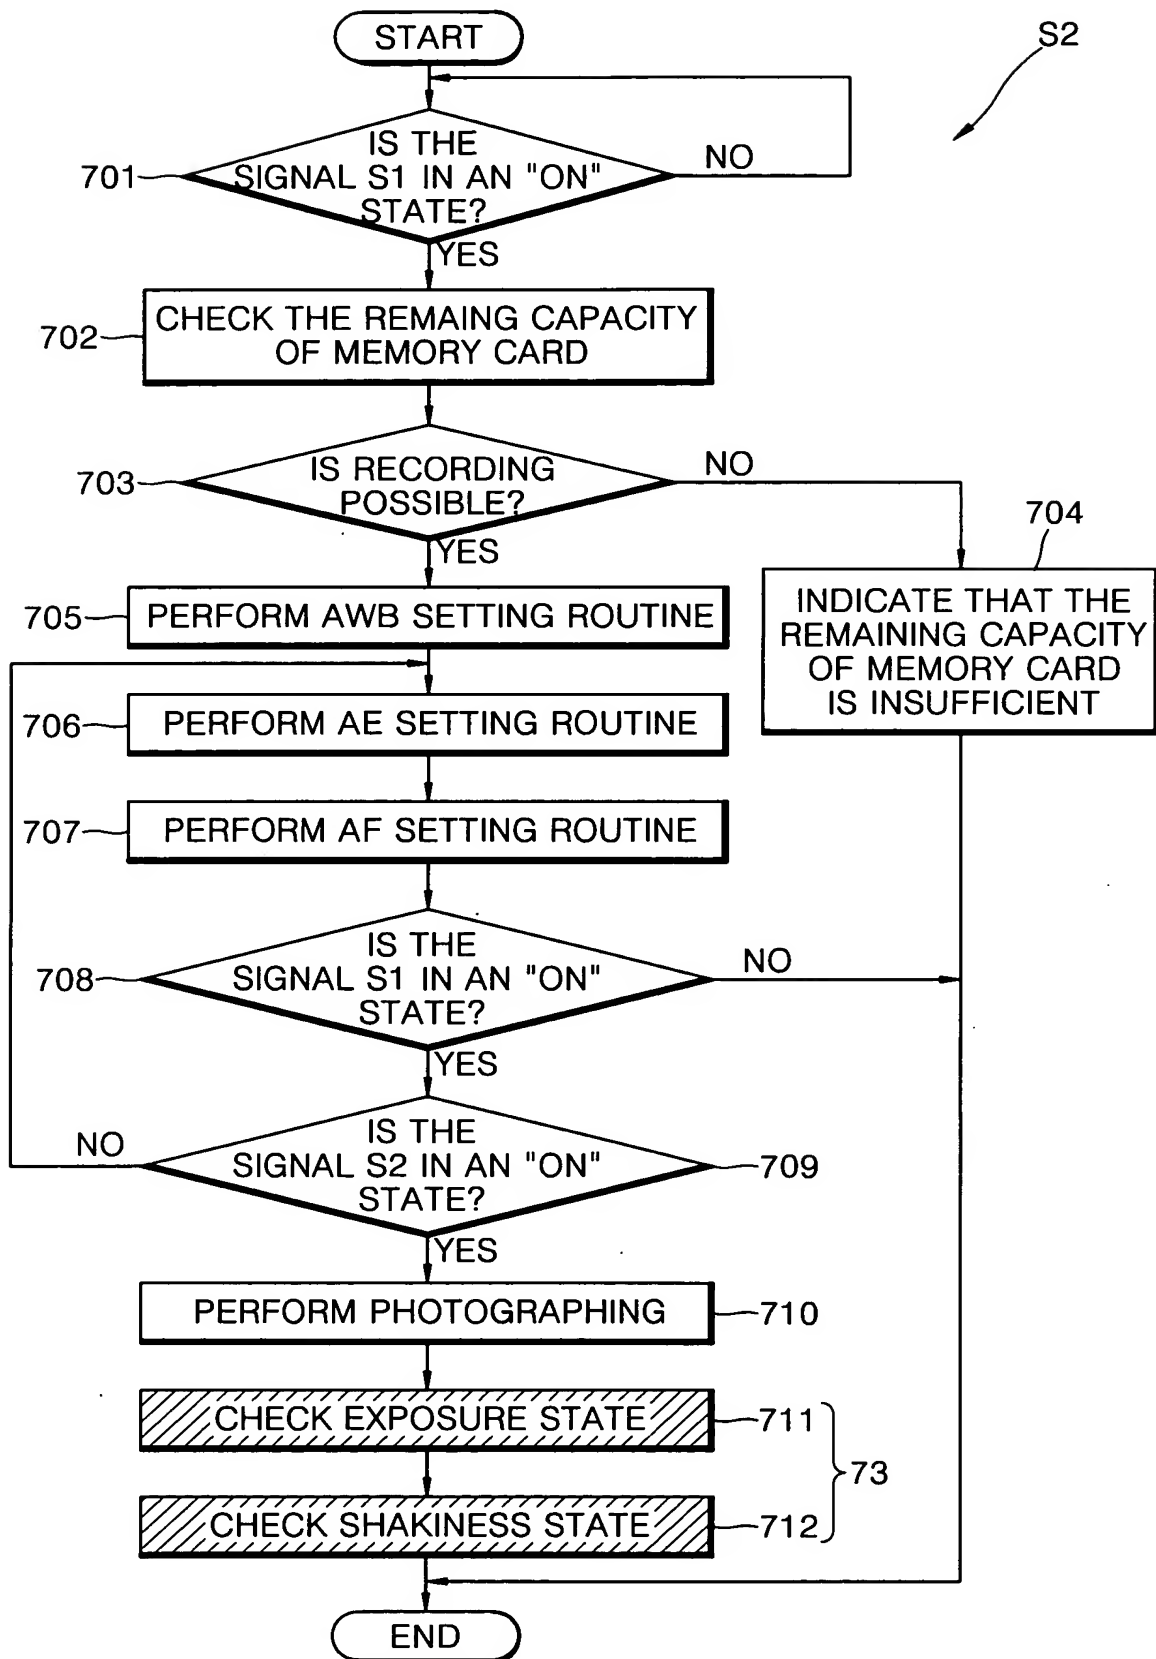 START
S2
IS THE
SIGNAL S1 IN AN "ON"
STATE?
NO
701
YES
CHECK THE REMAING CAPACITY
OF MEMORY CARD
702
IS RECORDING
POSSIBLE?
NO
703
YES
704
INDICATE THAT THE
REMAINING CAPACITY
OF MEMORY CARD
IS INSUFFICIENT
705
PERFORM AWB SETTING ROUTINE
706
PERFORM AE SETTING ROUTINE
707
PERFORM AF SETTING ROUTINE
IS THE
SIGNAL S1 IN AN "ON"
STATE?
NO
708
YES
IS THE
SIGNAL S2 IN AN "ON"
STATE?
NO
709
YES
PERFORM PHOTOGRAPHING
710
CHECK EXPOSURE STATE
711
73
CHECK SHAKINESS STATE
712
END